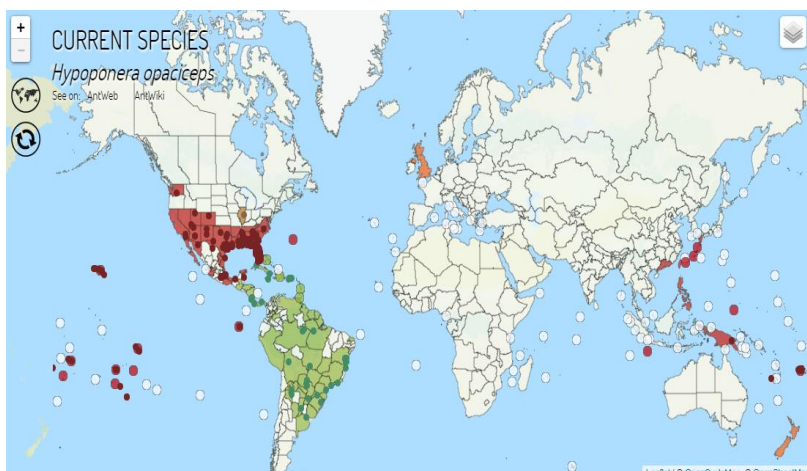 +
−
CURRENT SPECIES
Hypoponera opaciceps
See on: AntWeb AntWiki